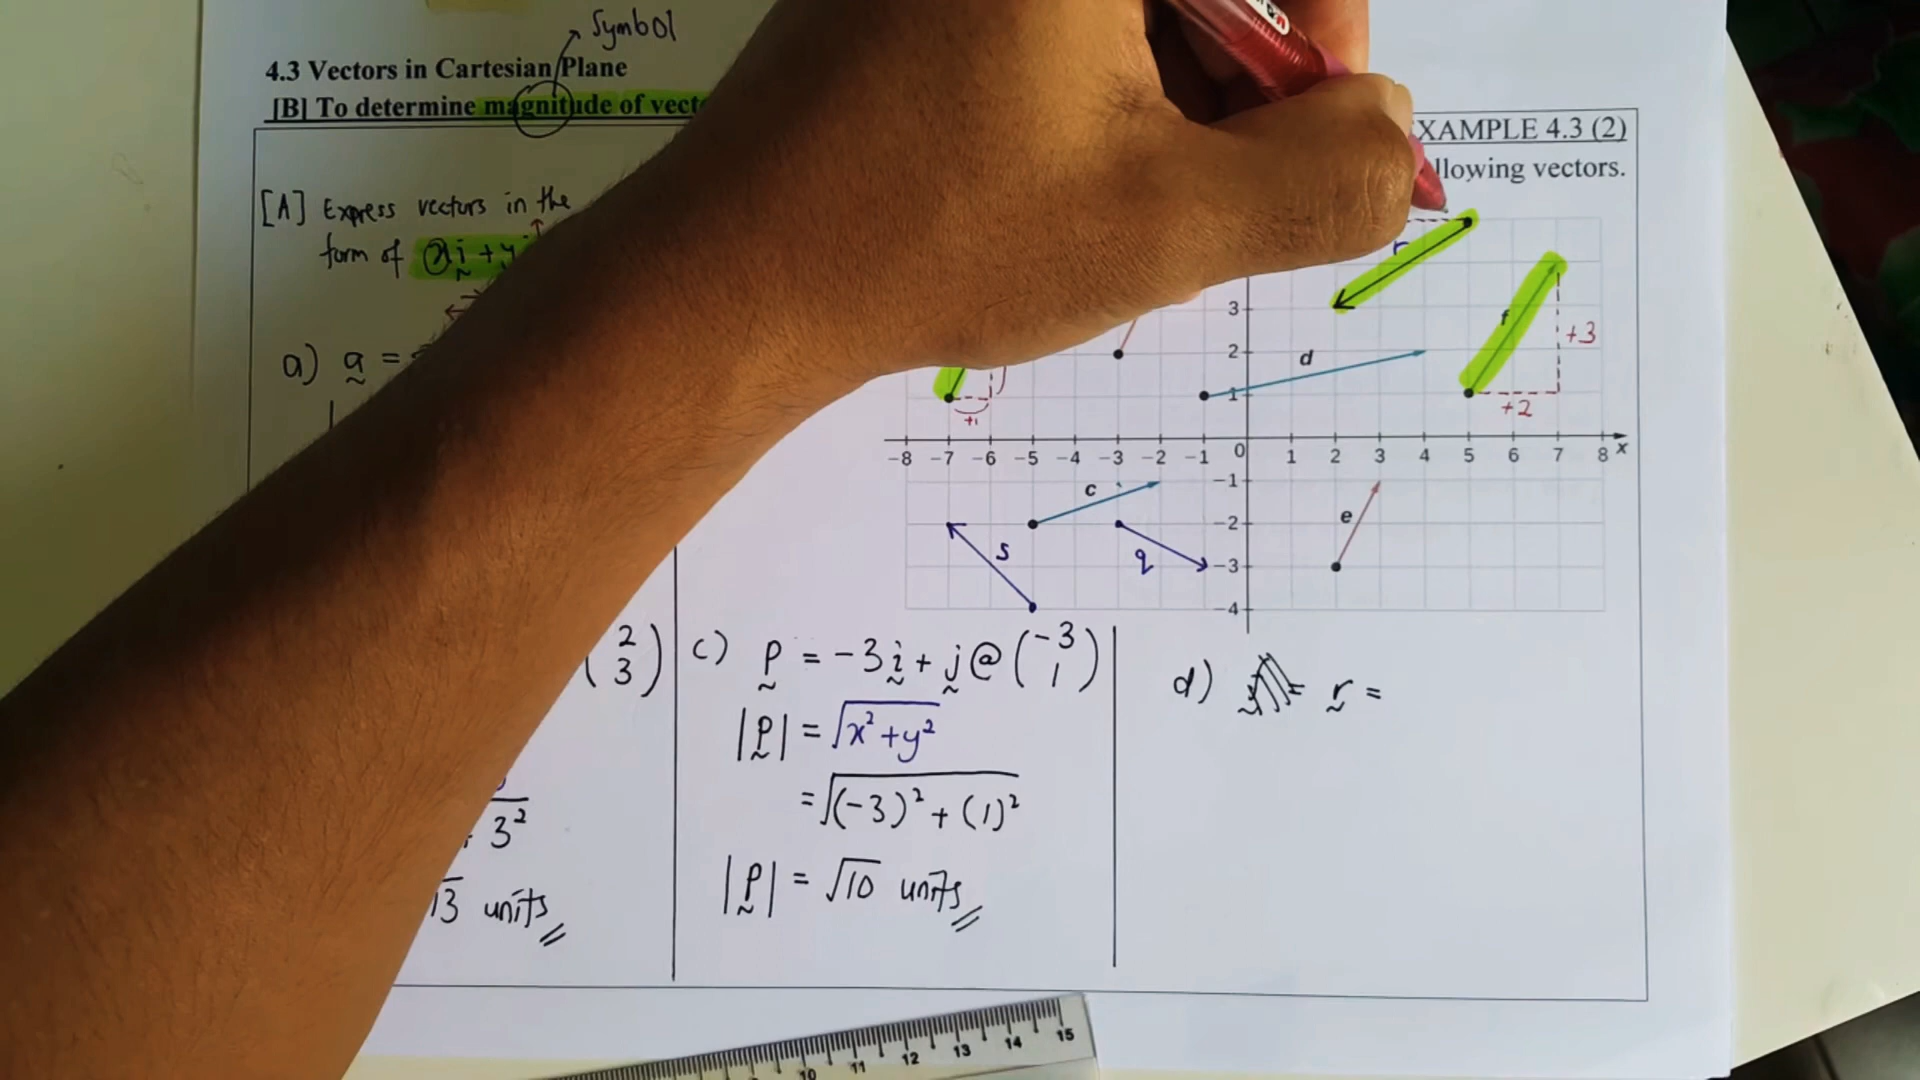 Symbol
4.3 Vectors in Cartesian Plane
[B] To determine magnitude of vect
XAMPLE 4.3 (2)
llowing vectors.
[A] Express vectors in the
form of xi + y
a) a =
r
f
+3
+2
3
2
1
d
+1
-8 -7 -6 -5 -4 -3 -2 -1 0 1 2 3 4 5 6 7 8 x
-1
-2
-3
-4
c
s
q
e
(2 3)
3²
13 units
c) p = -3i + j @ (-3 1)
|p| = √x² + y²
= √(-3)² + (1)²
|p| = √10 units
d) r =
10 11 12 13 14 15